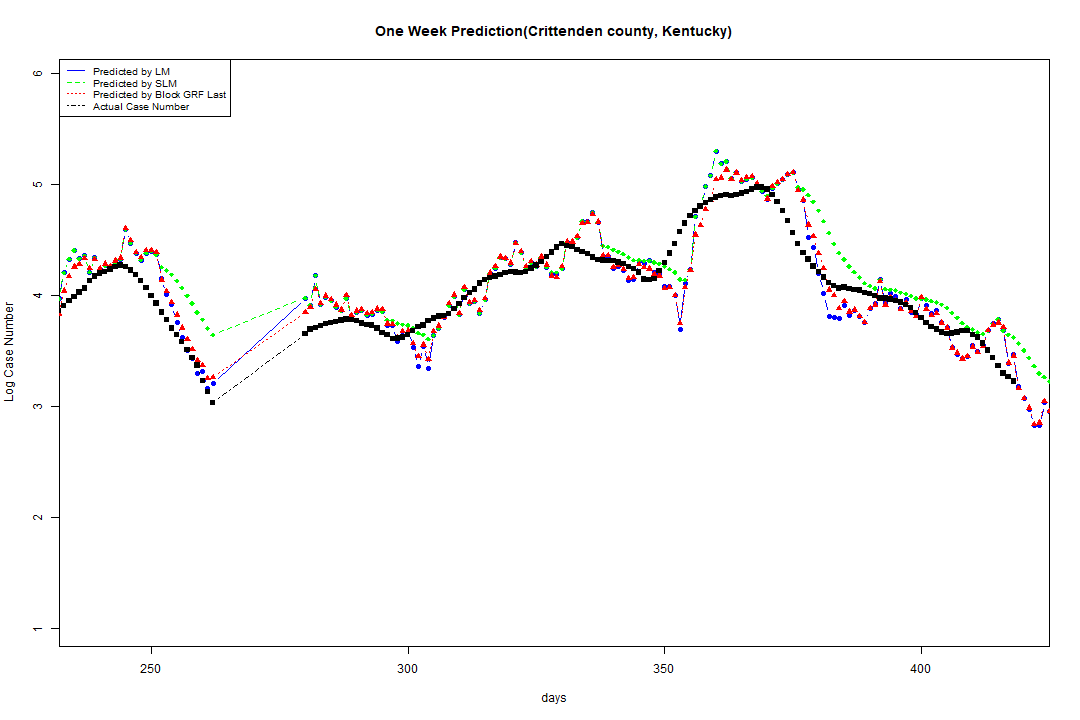 One Week Prediction(Crittenden county, Kentucky)
Predicted by LM
Predicted by SLM
Predicted by Block GRF Last
Actual Case Number
6
5
4
3
2
1
Log Case Number
250
300
350
400
days